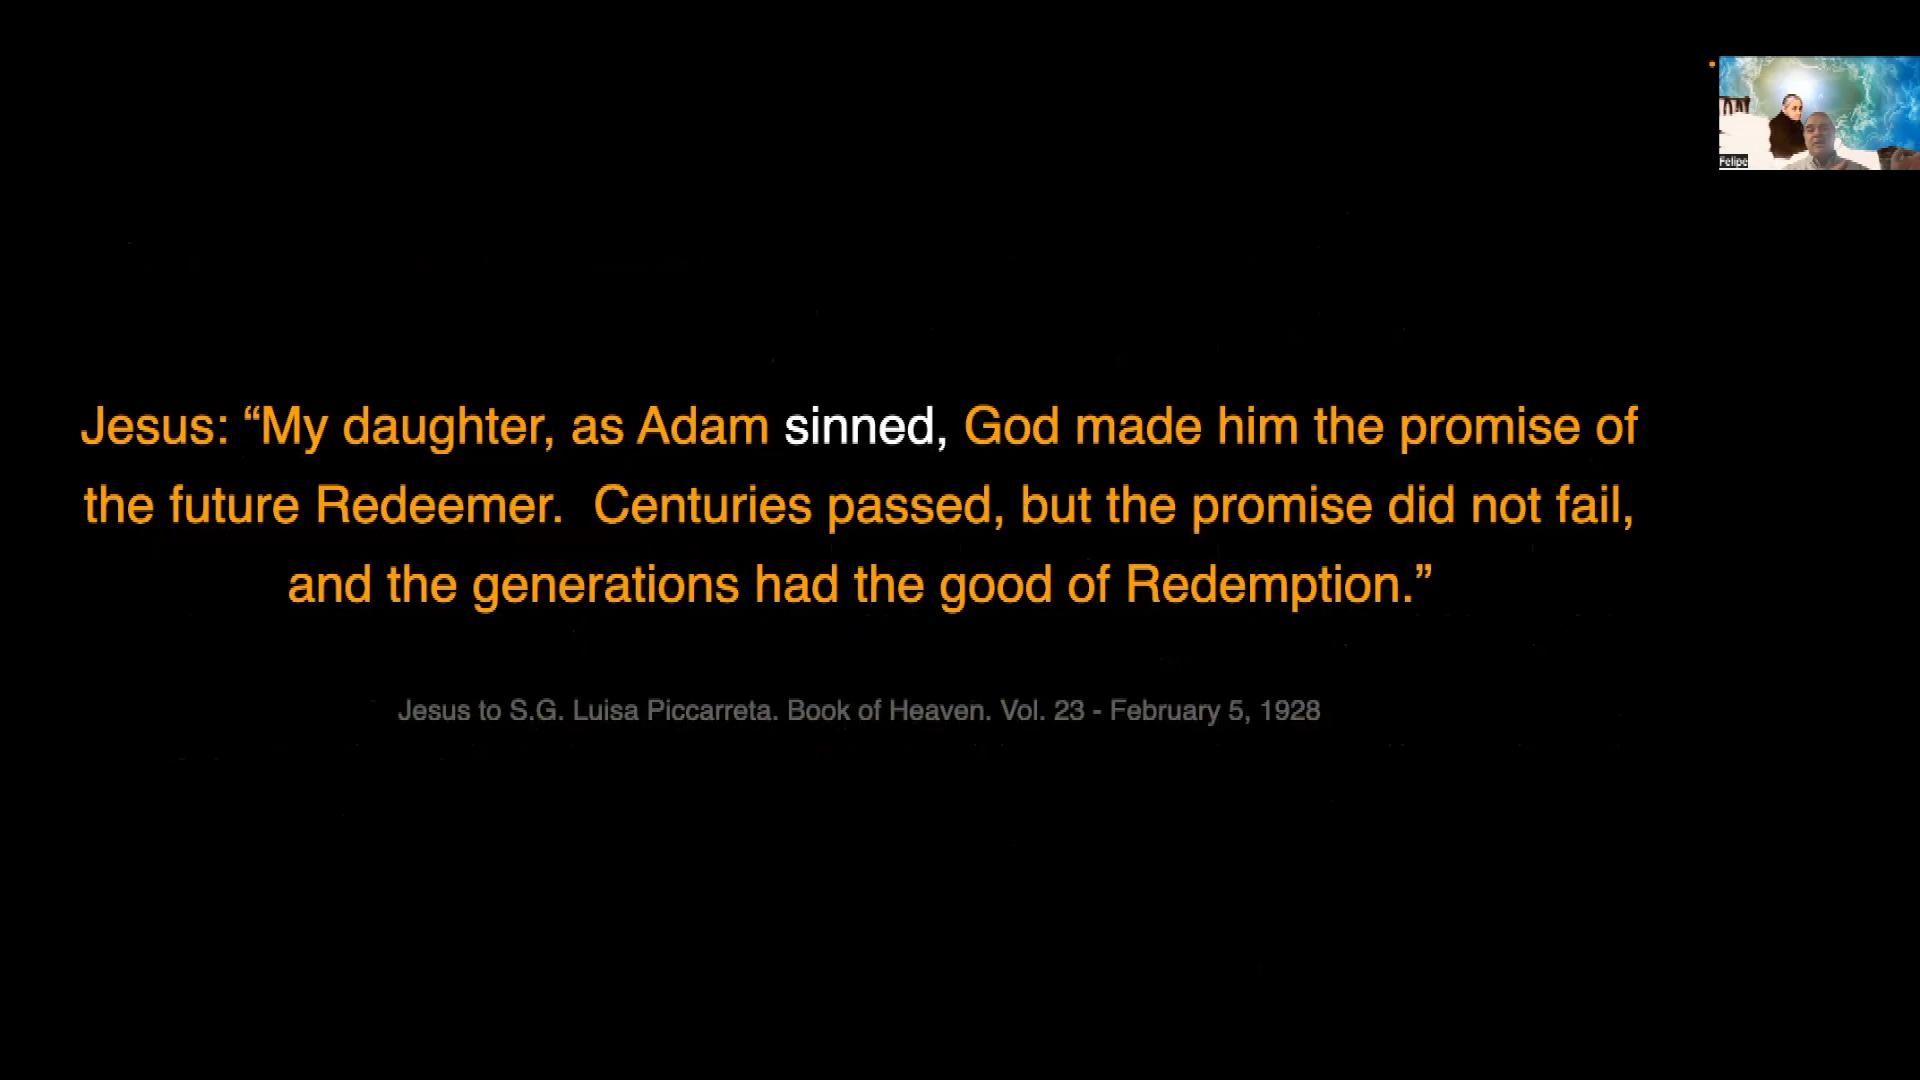 Felipe
Jesus: “My daughter, as Adam sinned, God made him the promise of
the future Redeemer.  Centuries passed, but the promise did not fail,
and the generations had the good of Redemption.”
Jesus to S.G. Luisa Piccarreta. Book of Heaven. Vol. 23 - February 5, 1928